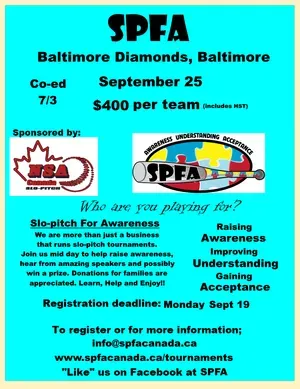 SPFA
Baltimore Diamonds, Baltimore
Co-ed
7/3
September 25
$400 per team (includes HST)
Sponsored by:
NSA
Canada
SLO-PITCH
AWARENESS UNDERSTANDING ACCEPTANCE
SPFA
Who are you playing for?
Slo-pitch For Awareness
We are more than just a business
that runs slo-pitch tournaments.
Join us mid day to help raise awareness,
hear from amazing speakers and possibly
win a prize. Donations for families are
appreciated. Learn, Help and Enjoy!!
Raising
Awareness
Improving
Understanding
Gaining
Acceptance
Registration deadline: Monday Sept 19
To register or for more information;
info@spfacanada.ca
www.spfacanada.ca/tournaments
"Like" us on Facebook at SPFA